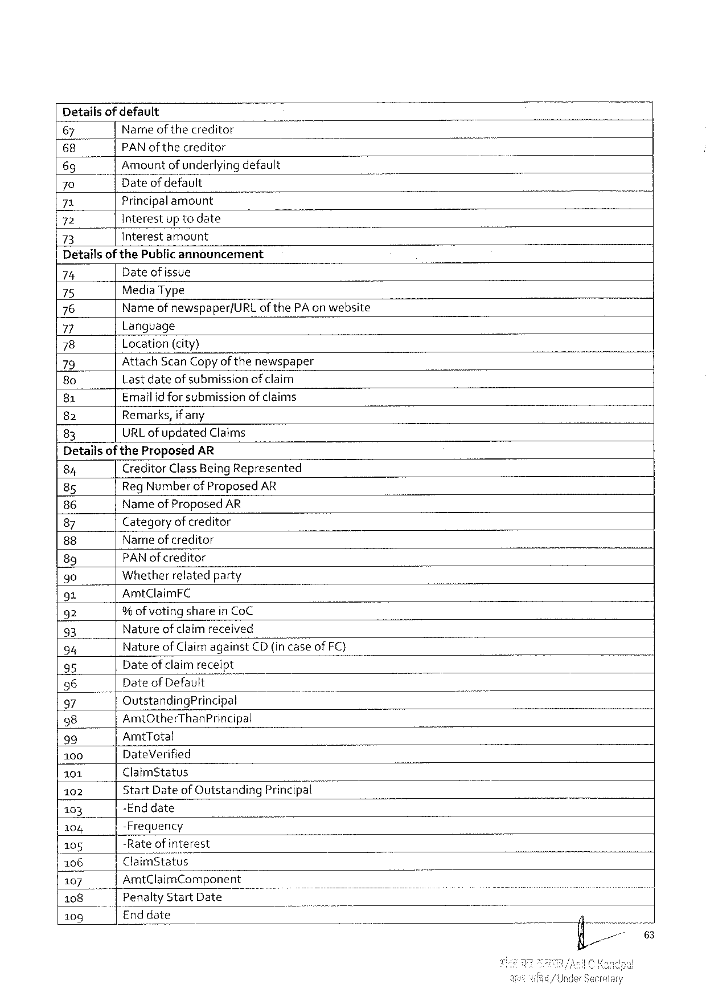 Details of default
67 Name of the creditor
68 PAN of the creditor
69 Amount of underlying default
70 Date of default
71 Principal amount
72 Interest up to date
73 Interest amount
Details of the Public announcement
74 Date of issue
75 Media Type
76 Name of newspaper/URL of the PA on website
77 Language
78 Location (city)
79 Attach Scan Copy of the newspaper
80 Last date of submission of claim
81 Email id for submission of claims
82 Remarks, if any
83 URL of updated Claims
Details of the Proposed AR
84 Creditor Class Being Represented
85 Reg Number of Proposed AR
86 Name of Proposed AR
87 Category of creditor
88 Name of creditor
89 PAN of creditor
90 Whether related party
91 AmtClaimFC
92 % of voting share in CoC
93 Nature of claim received
94 Nature of Claim against CD (in case of FC)
95 Date of claim receipt
96 Date of Default
97 OutstandingPrincipal
98 AmtOtherThanPrincipal
99 AmtTotal
100 DateVerified
101 ClaimStatus
102 Start Date of Outstanding Principal
103 -End date
104 -Frequency
105 -Rate of interest
106 ClaimStatus
107 AmtClaimComponent
108 Penalty Start Date
109 End date
63
/Anil C Kandpal
/Under Secretary